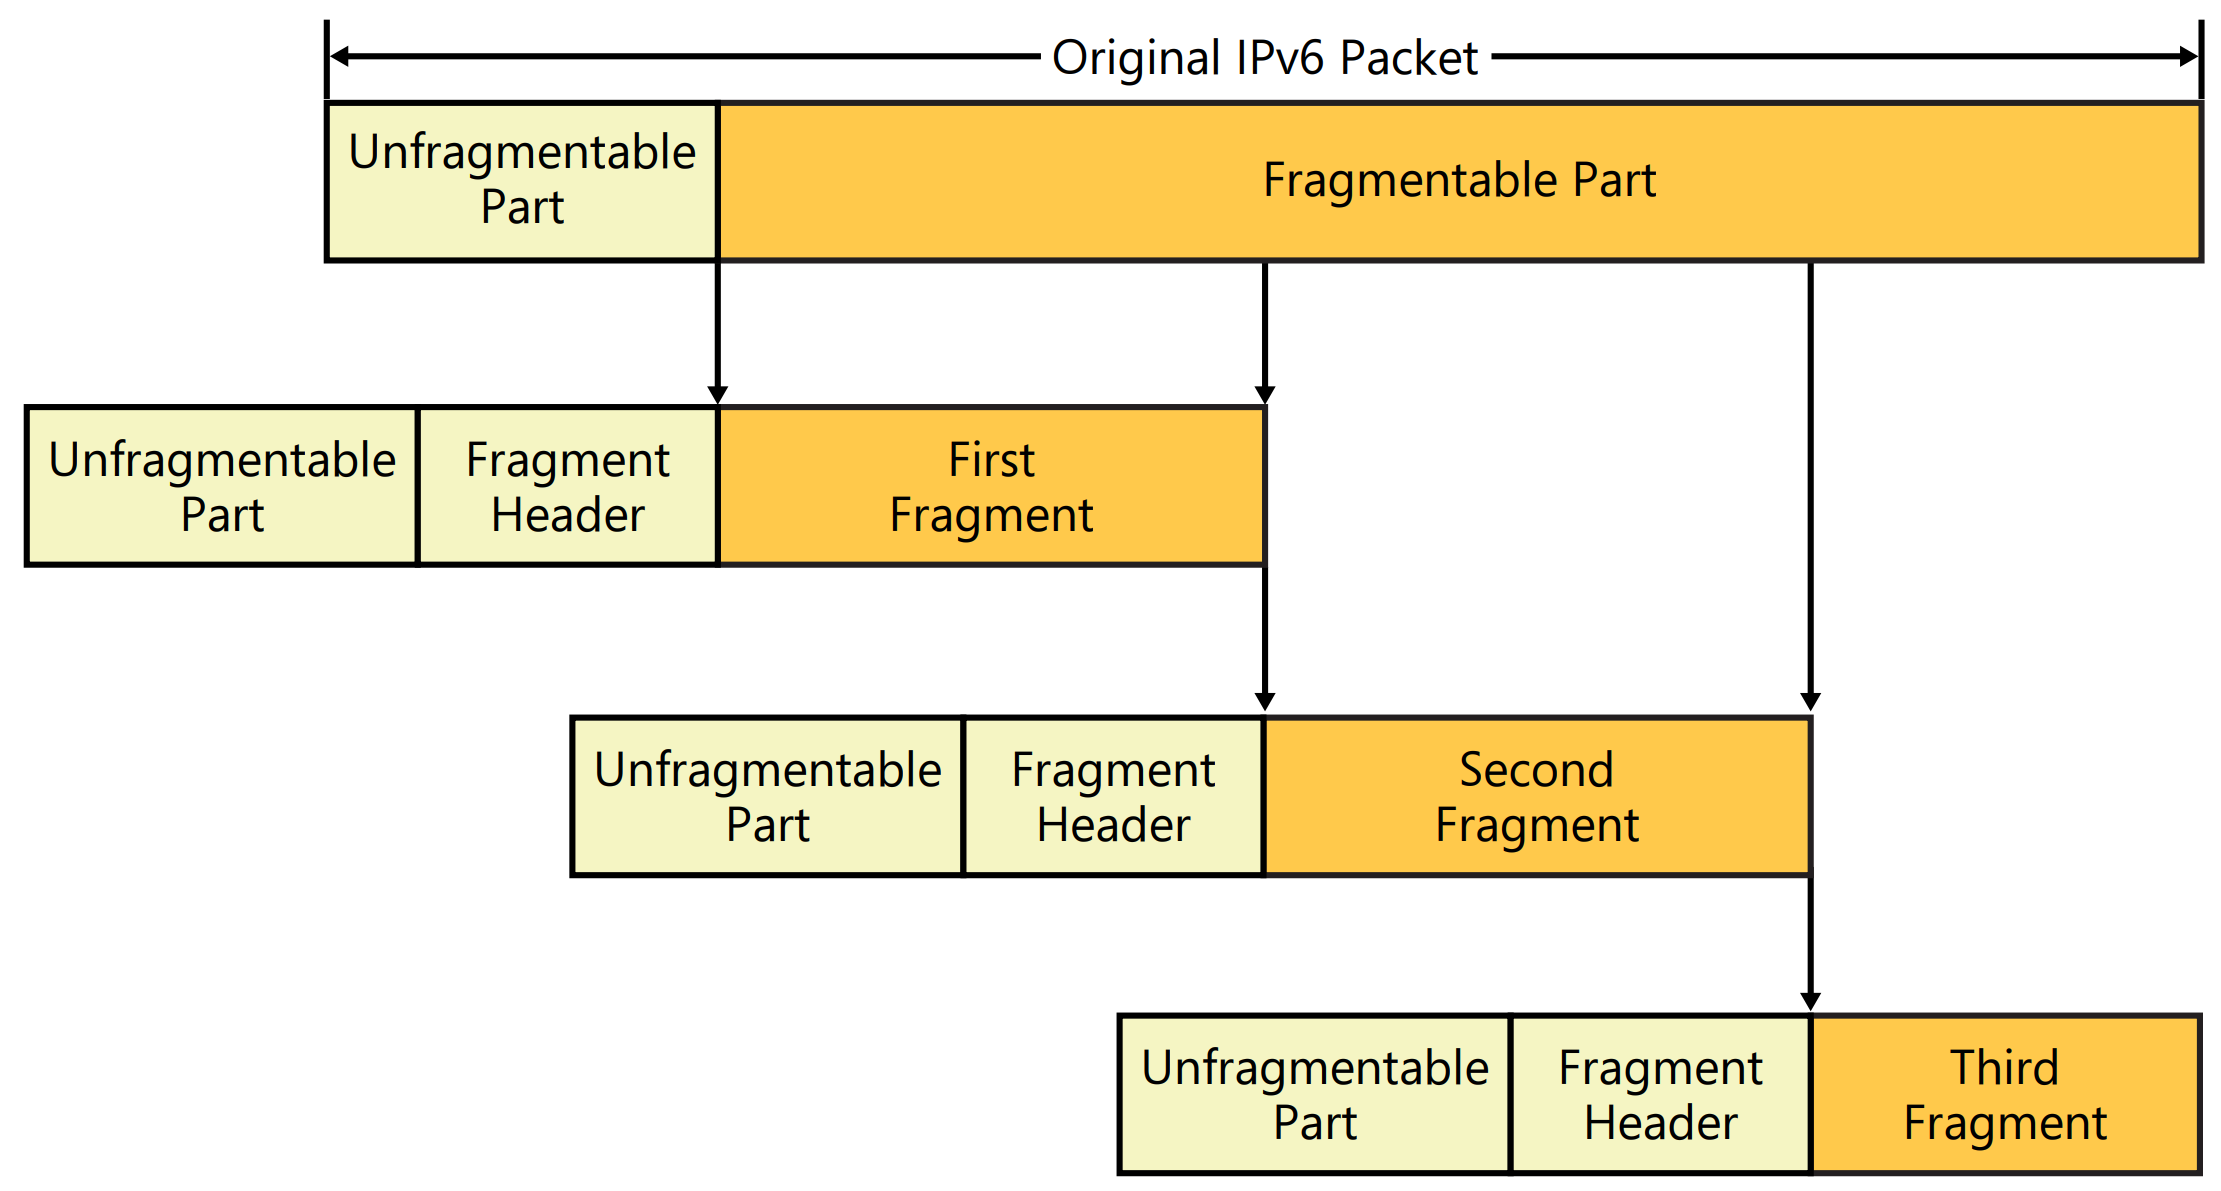 Original IPv6 Packet
Unfragmentable
Part
Fragmentable Part
Unfragmentable
Part
Fragment
Header
First
Fragment
Unfragmentable
Part
Fragment
Header
Second
Fragment
Unfragmentable
Part
Fragment
Header
Third
Fragment